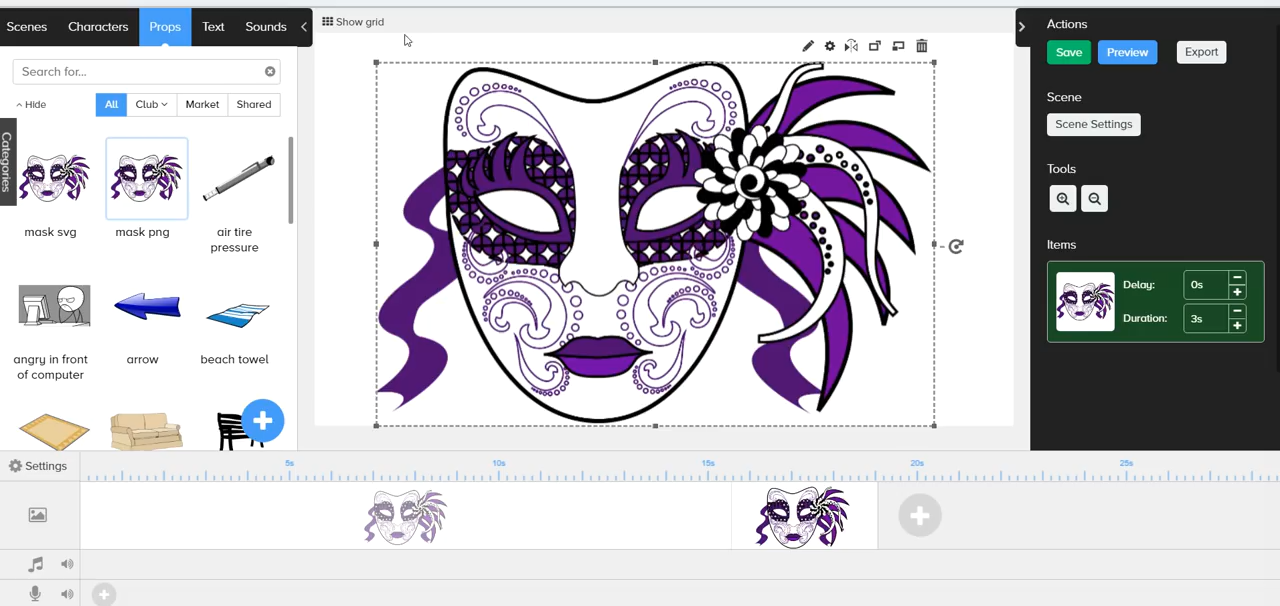 Scenes Characters Props Text Sounds
Show grid
Search for...
Hide
All Club Market Shared
Categories
mask svg mask png air tire pressure
angry in front of computer arrow beach towel
Actions
Save Preview Export
Scene
Scene Settings
Tools
Items
Delay: 0s
Duration: 3s
Settings 5s 10s 15s 20s 25s